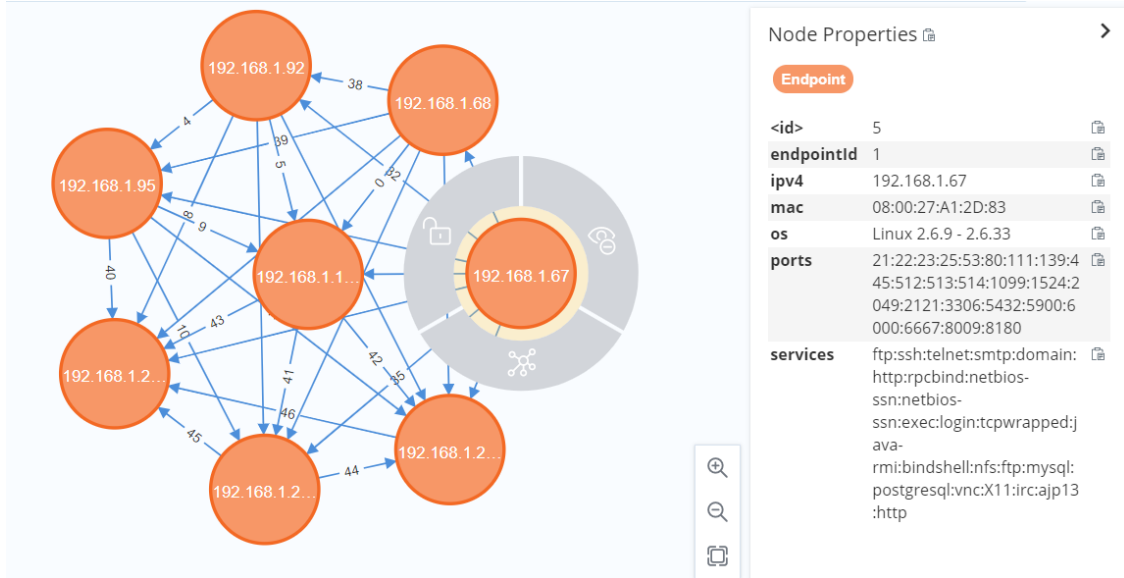 192.168.1.92
38
192.168.1.68
4
39
5
32
0
192.168.1.95
8
9
40
192.168.1.1...
192.168.1.67
43
10
42
41
35
192.168.1.2...
46
45
44
192.168.1.2...
192.168.1.2...
Node Properties
Endpoint
<id> 5
endpointId 1
ipv4 192.168.1.67
mac 08:00:27:A1:2D:83
os Linux 2.6.9 - 2.6.33
ports 21:22:23:25:53:80:111:139:4
45:512:513:514:1099:1524:2
049:2121:3306:5432:5900:6
000:6667:8009:8180
services ftp:ssh:telnet:smtp:domain:
http:rpcbind:netbios-
ssn:netbios-
ssn:exec:login:tcpwrapped:j
ava-
rmi:bindshell:nfs:ftp:mysql:
postgresql:vnc:X11:irc:ajp13
:http